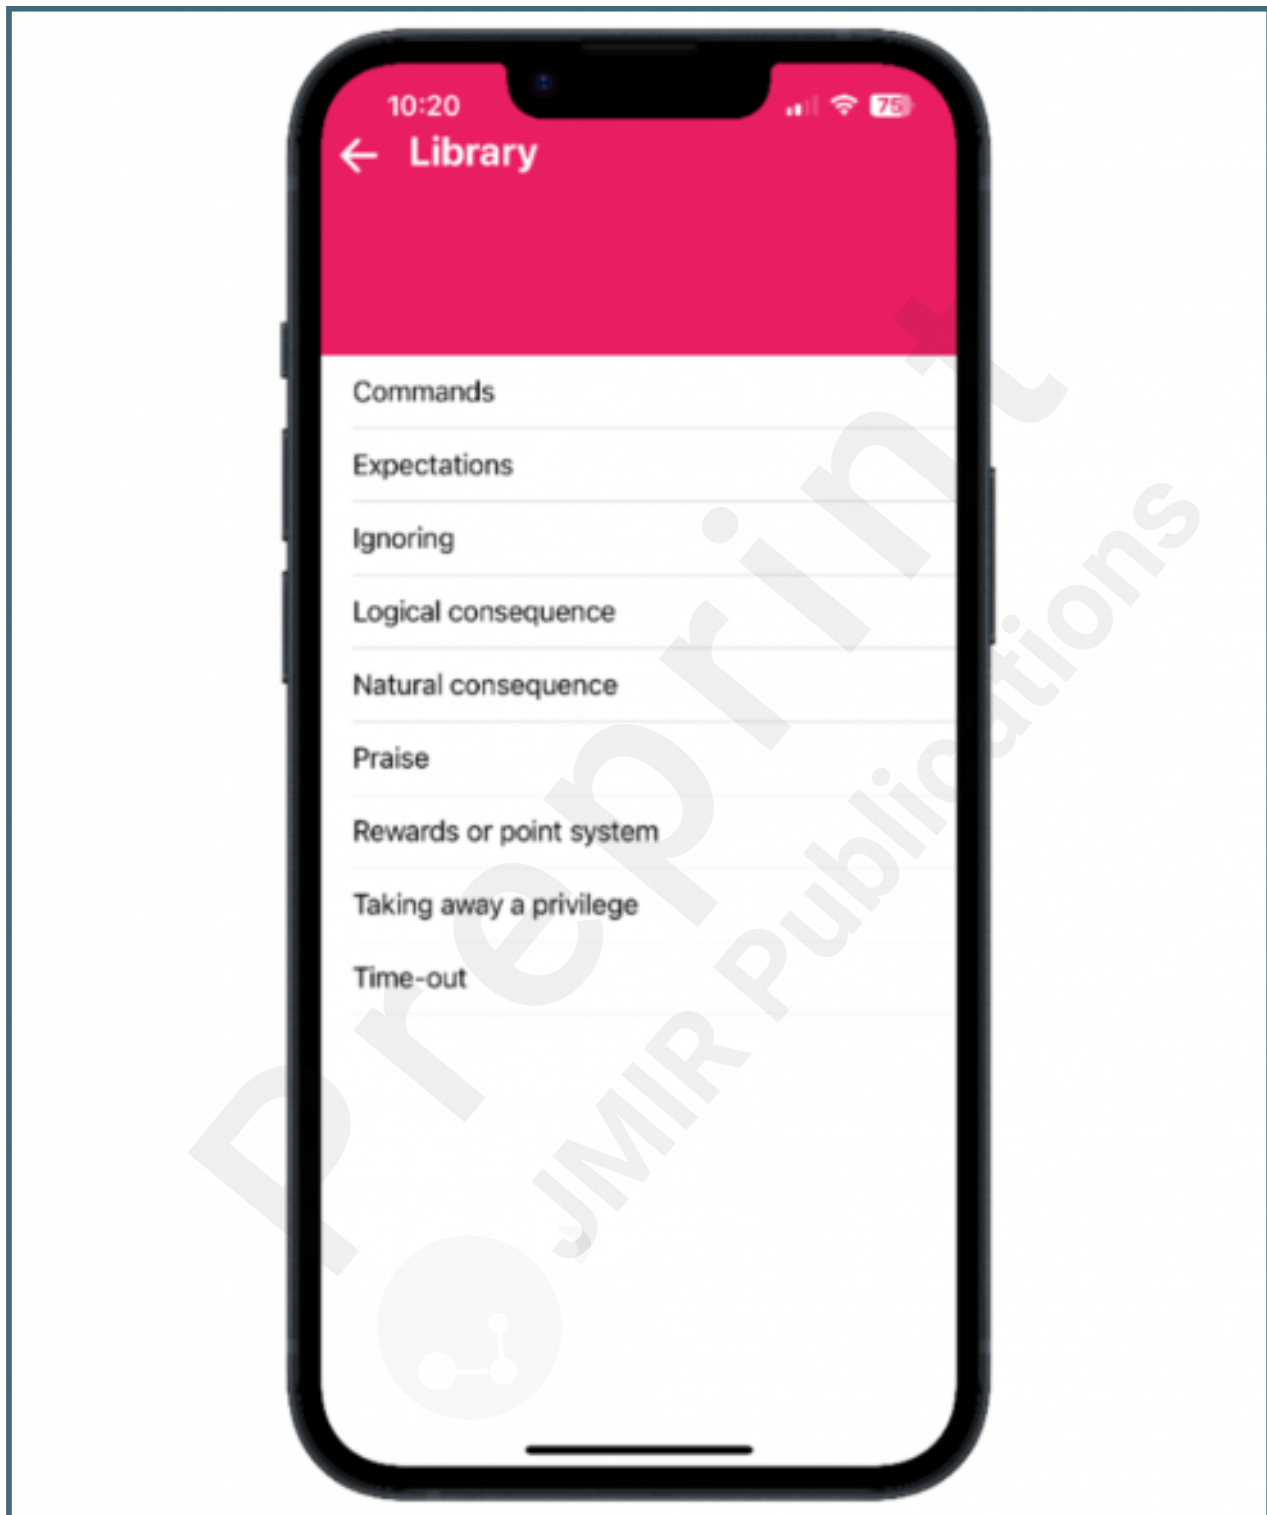 10:20
75
Library
Commands
Expectations
Ignoring
Logical consequence
Natural consequence
Praise
Rewards or point system
Taking away a privilege
Time-out
Preprint
JMIR Publications